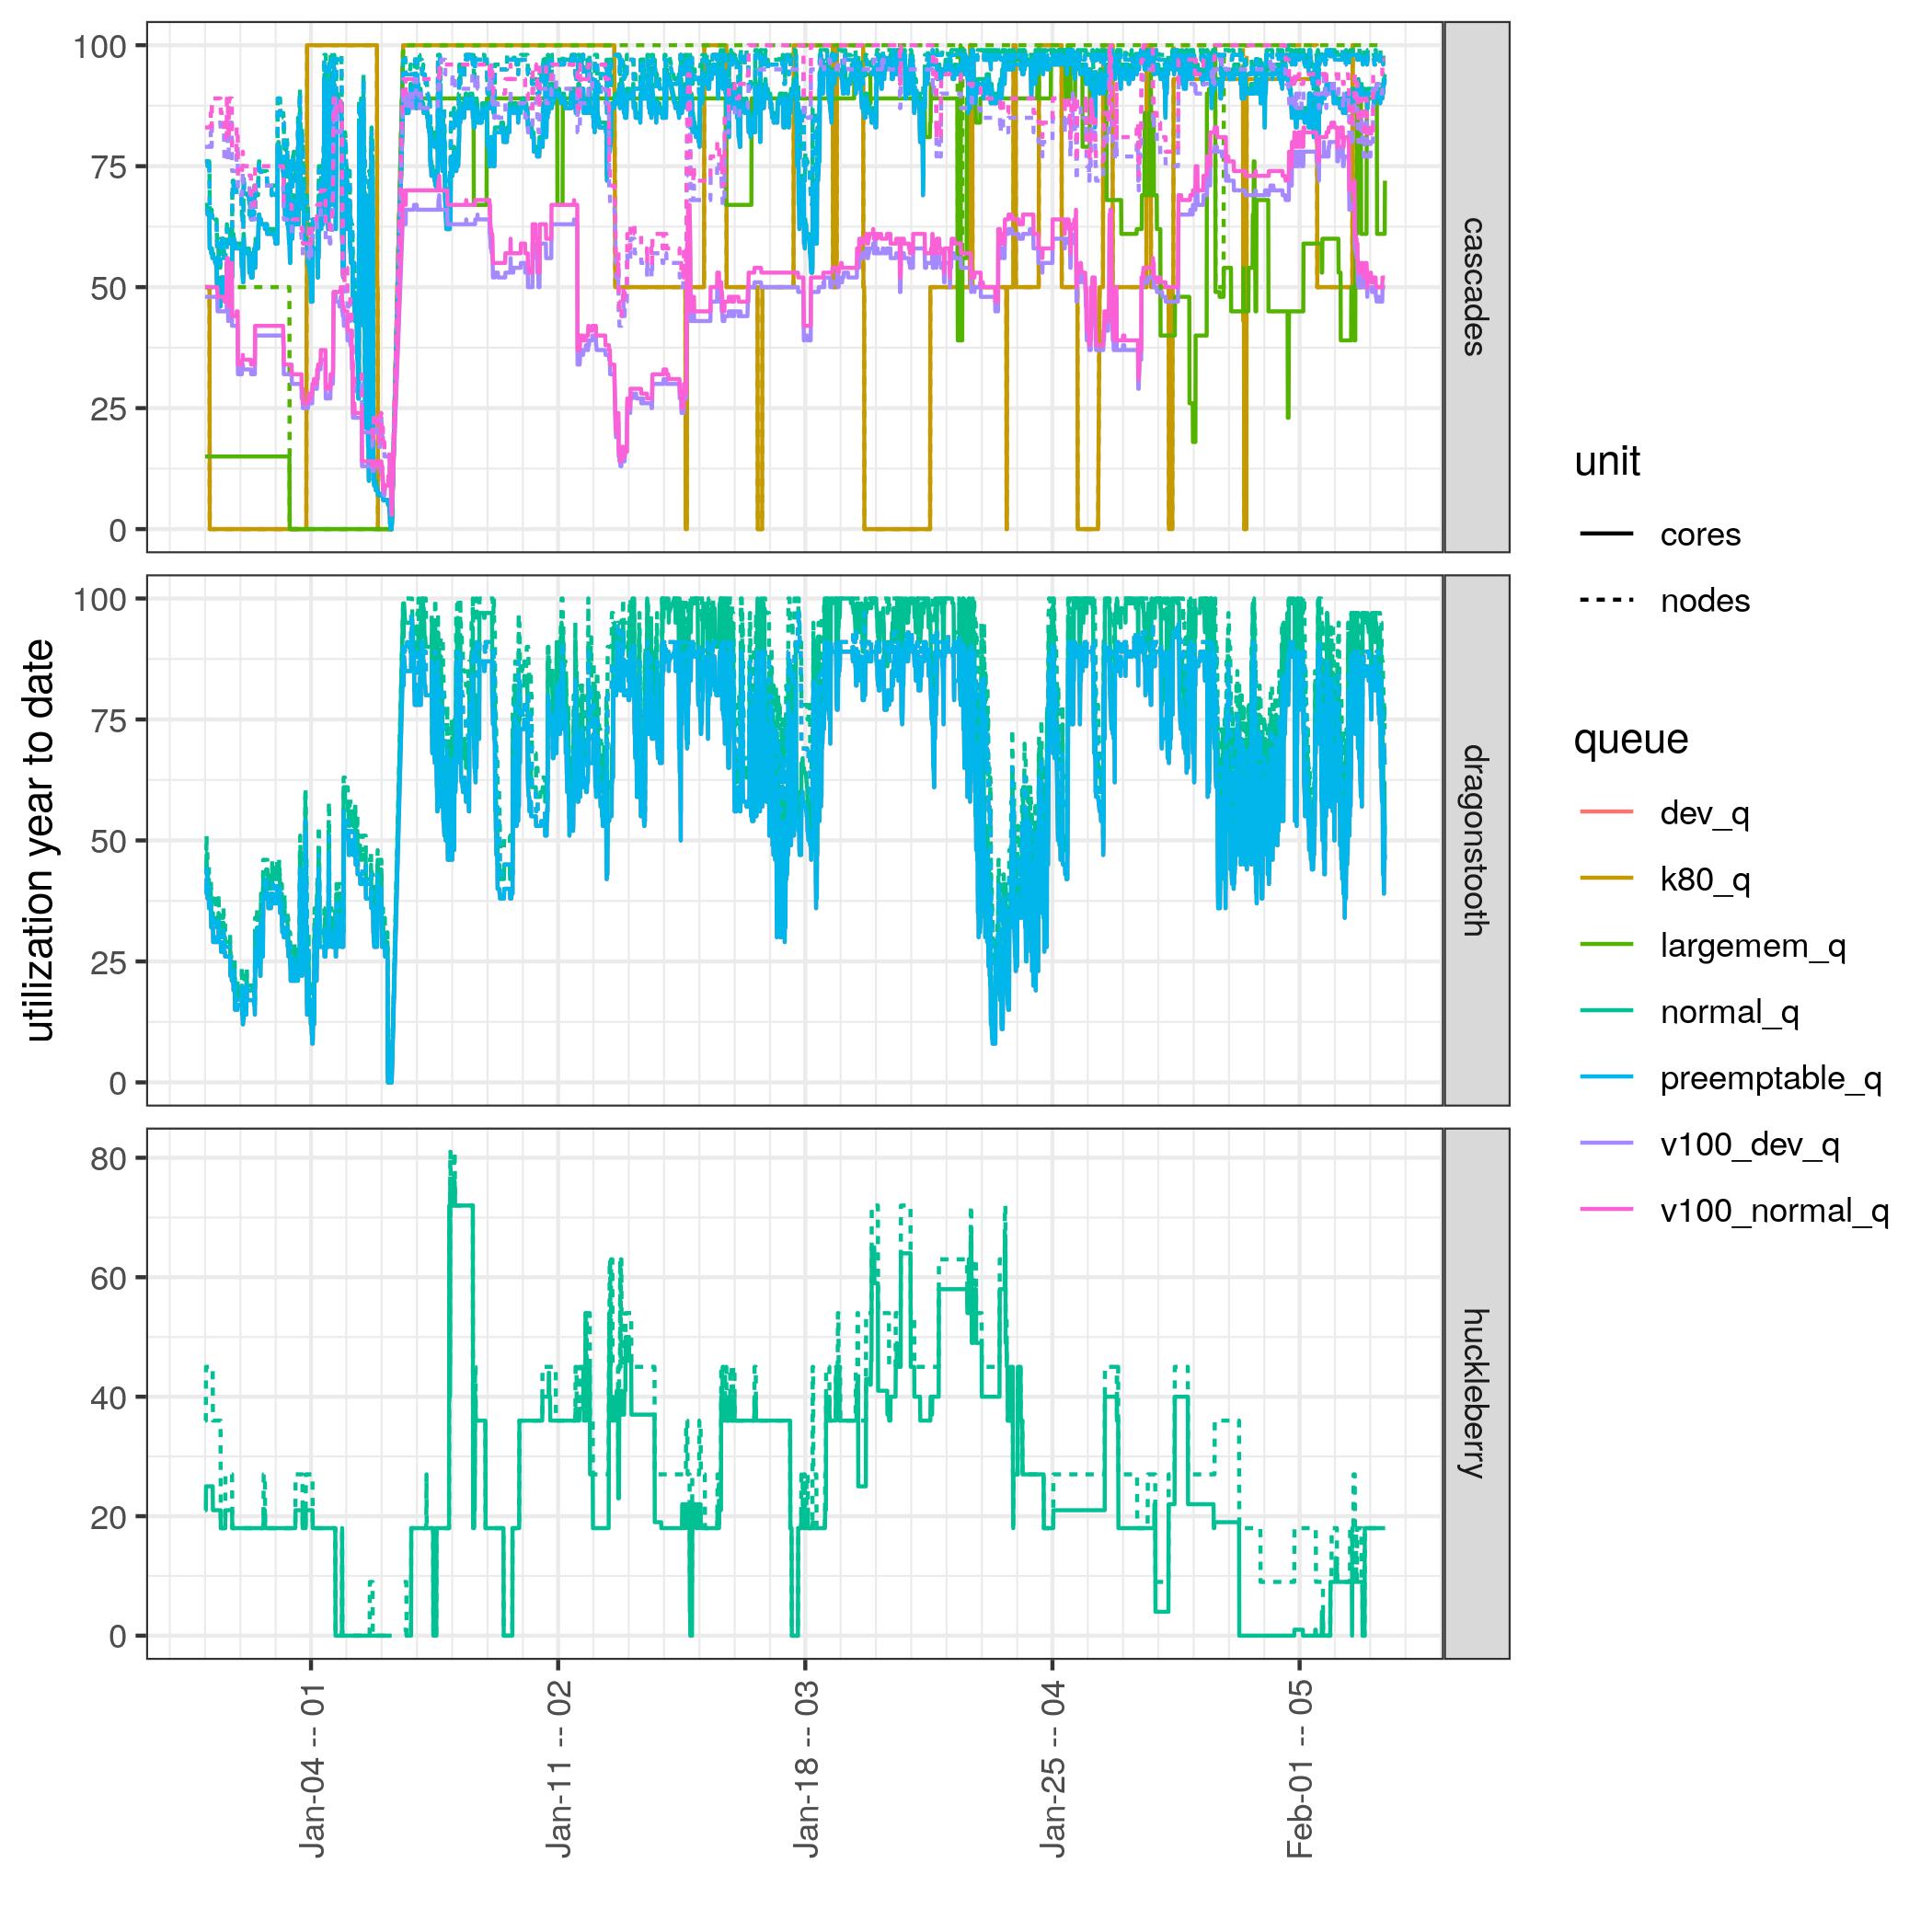 utilization year to date
100
75
50
25
0
cascades
100
75
50
25
0
dragonstooth
80
60
40
20
0
huckleberry
Jan-04 -- 01
Jan-11 -- 02
Jan-18 -- 03
Jan-25 -- 04
Feb-01 -- 05
unit
cores
nodes
queue
dev_q
k80_q
largemem_q
normal_q
preemptable_q
v100_dev_q
v100_normal_q